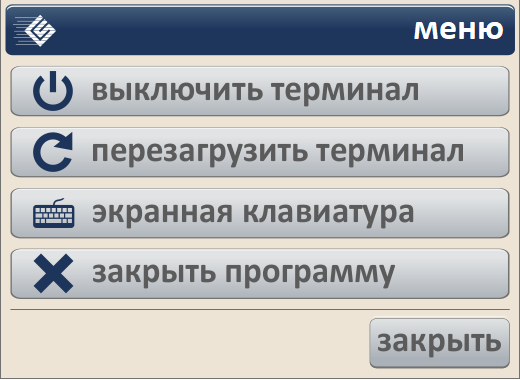 меню
выключить терминал
перезагрузить терминал
экранная клавиатура
закрыть программу
закрыть